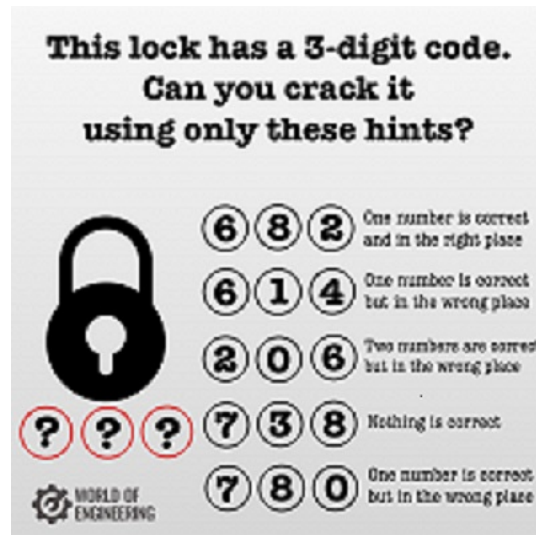 This lock has a 3-digit code.
Can you crack it
using only these hints?
6 8 2 One number is correct
and in the right place
6 1 4 One number is correct
but in the wrong place
2 0 6 Two numbers are correct
but in the wrong place
? ? ? 7 3 8 Nothing is correct
7 8 0 One number is correct
but in the wrong place
WORLD OF
ENGINEERING